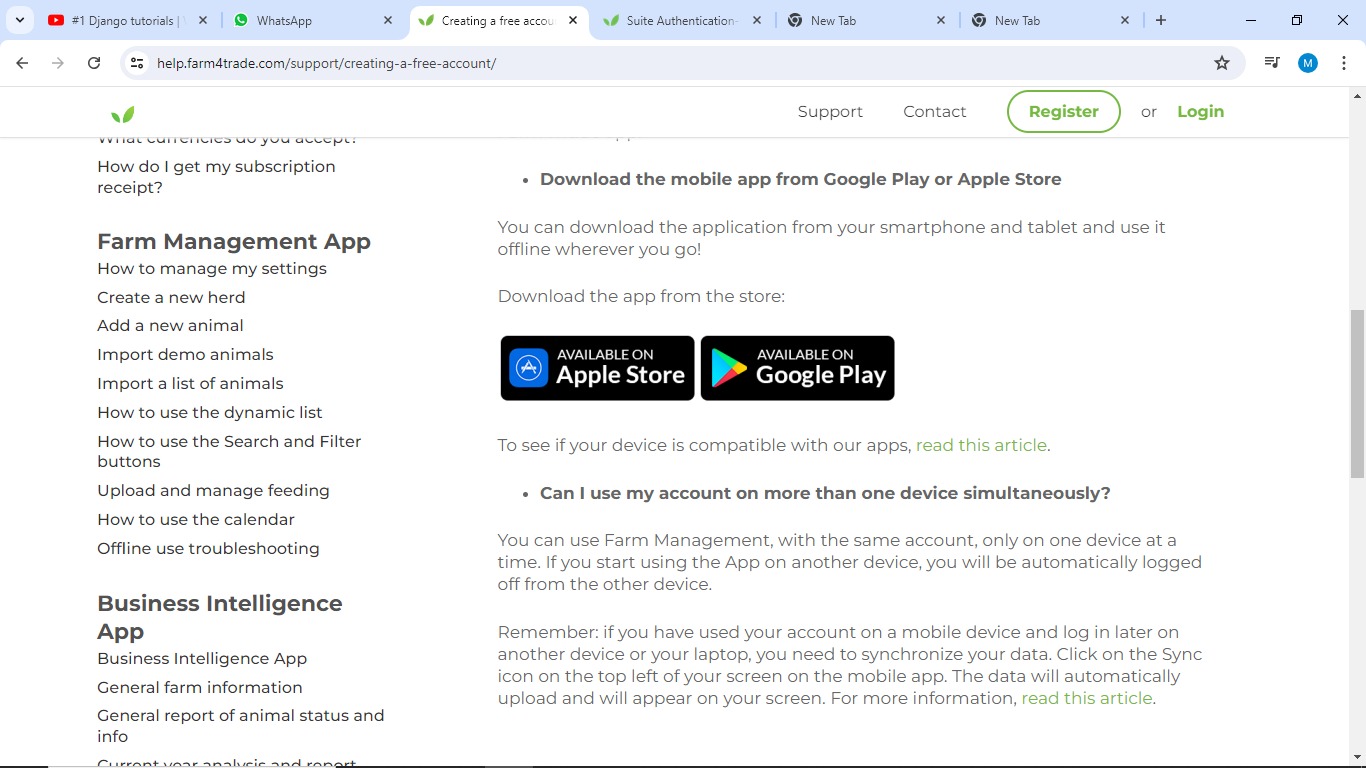 #1 Django tutorials |
WhatsApp
Creating a free accou
Suite Authentication-
New Tab
New Tab
help.farm4trade.com/support/creating-a-free-account/
M
Support
Contact
Register
or
Login
What currencies do you accept?
How do I get my subscription
receipt?
Farm Management App
How to manage my settings
Create a new herd
Add a new animal
Import demo animals
Import a list of animals
How to use the dynamic list
How to use the Search and Filter
buttons
Upload and manage feeding
How to use the calendar
Offline use troubleshooting
Business Intelligence
App
Business Intelligence App
General farm information
General report of animal status and
info
Current year analysis and report
• Download the mobile app from Google Play or Apple Store
You can download the application from your smartphone and tablet and use it
offline wherever you go!
Download the app from the store:
AVAILABLE ON
Apple Store
AVAILABLE ON
Google Play
To see if your device is compatible with our apps, read this article.
• Can I use my account on more than one device simultaneously?
You can use Farm Management, with the same account, only on one device at a
time. If you start using the App on another device, you will be automatically logged
off from the other device.
Remember: if you have used your account on a mobile device and log in later on
another device or your laptop, you need to synchronize your data. Click on the Sync
icon on the top left of your screen on the mobile app. The data will automatically
upload and will appear on your screen. For more information, read this article.